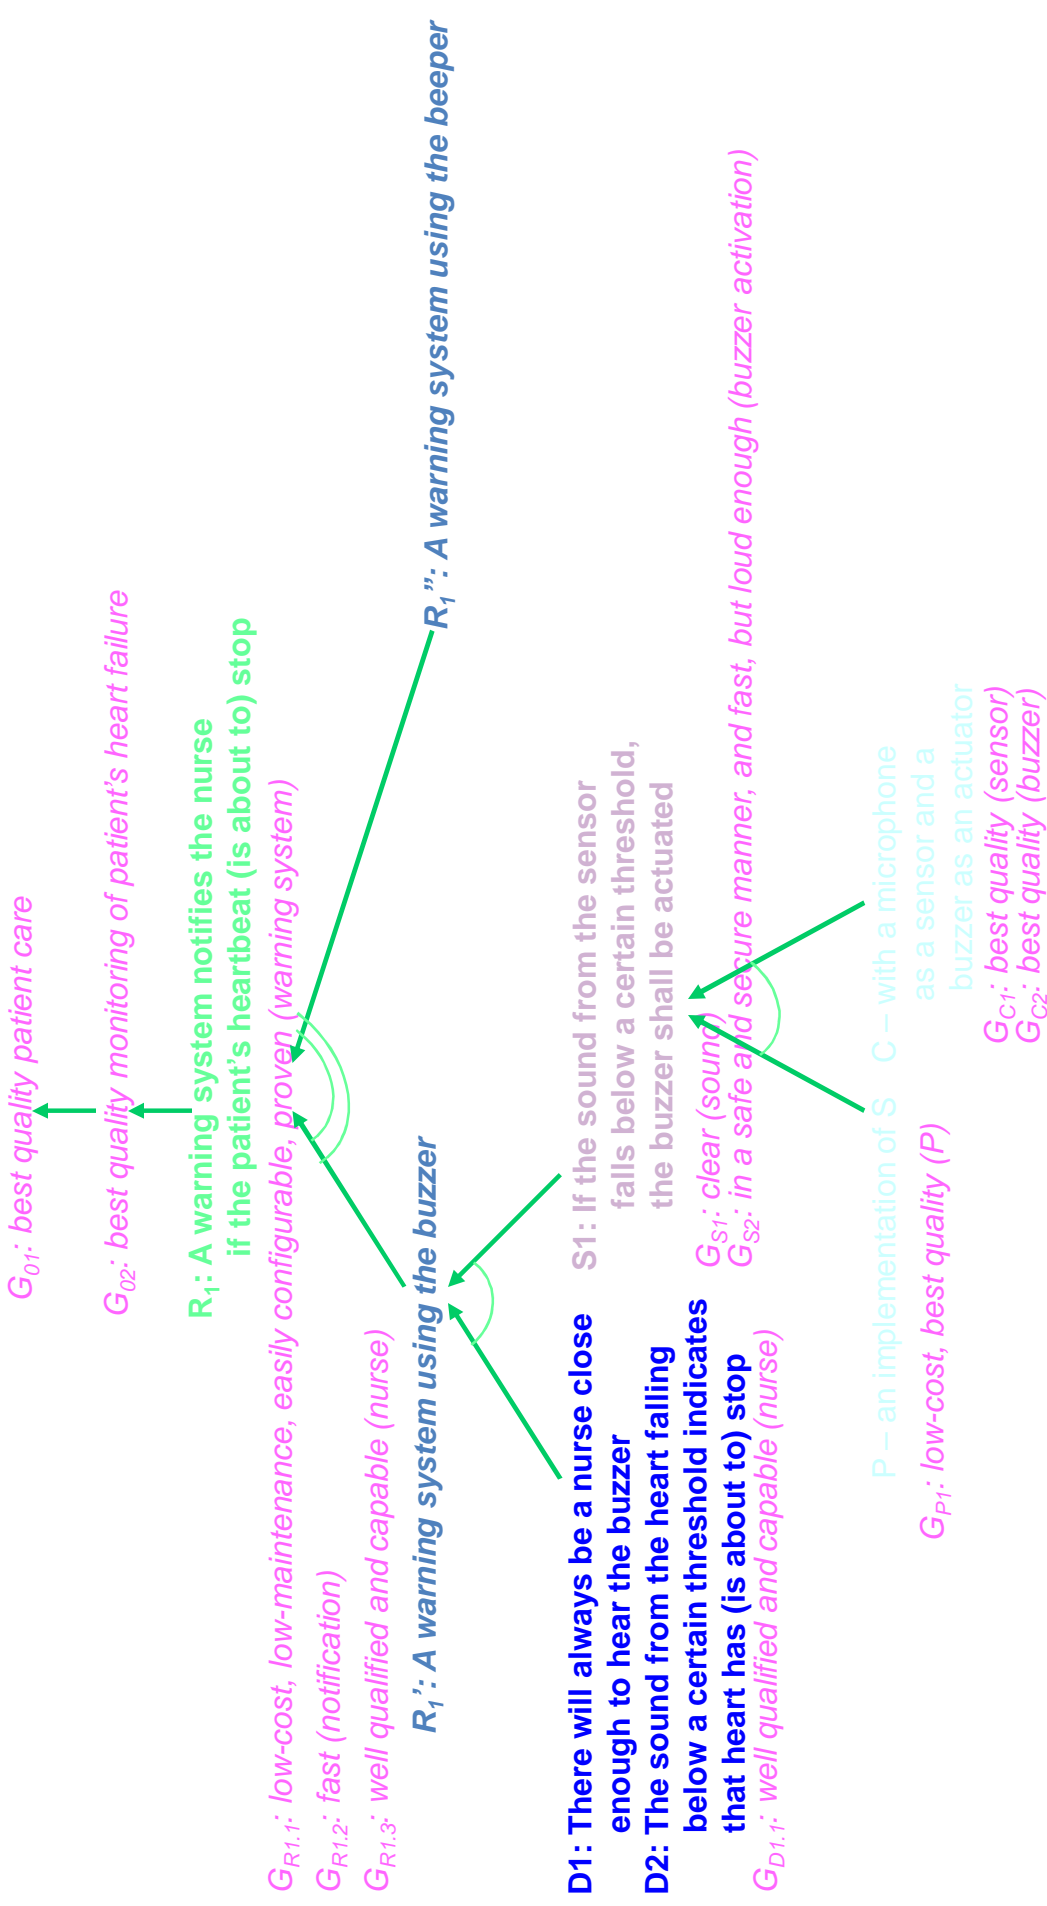 G01: best quality patient care
G02: best quality monitoring of patient's heart failure
R1: A warning system notifies the nurse
if the patient's heartbeat (is about to) stop
GR1.1: low-cost, low-maintenance, easily configurable, proven (warning system)
GR1.2: fast (notification)
GR1.3: well qualified and capable (nurse)
R1': A warning system using the buzzer
R1'': A warning system using the beeper
D1: There will always be a nurse close
enough to hear the buzzer
D2: The sound from the heart falling
below a certain threshold indicates
that heart has (is about to) stop
GD1.1: well qualified and capable (nurse)
S1: If the sound from the sensor
falls below a certain threshold,
the buzzer shall be actuated
GS1: clear (sound)
GS2: in a safe and secure manner, and fast, but loud enough (buzzer activation)
P – an implementation of S
GP1: low-cost, best quality (P)
C – with a microphone
as a sensor and a
buzzer as an actuator
GC1: best quality (sensor)
GC2: best quality (buzzer)